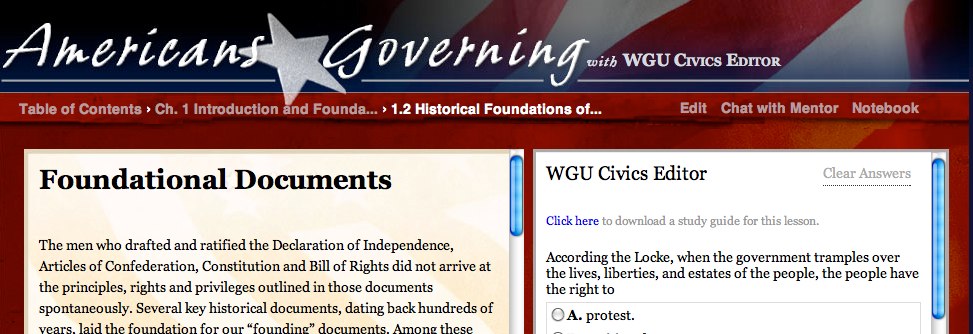 Americans Governing with WGU Civics Editor
Table of Contents › Ch. 1 Introduction and Founda... › 1.2 Historical Foundations of...
Edit Chat with Mentor Notebook
Foundational Documents
The men who drafted and ratified the Declaration of Independence,
Articles of Confederation, Constitution and Bill of Rights did not arrive at
the principles, rights and privileges outlined in those documents
spontaneously. Several key historical documents, dating back hundreds of
years, laid the foundation for our “founding” documents. Among these
WGU Civics Editor
Clear Answers
Click here to download a study guide for this lesson.
According the Locke, when the government tramples over
the lives, liberties, and estates of the people, the people have
the right to
A. protest.